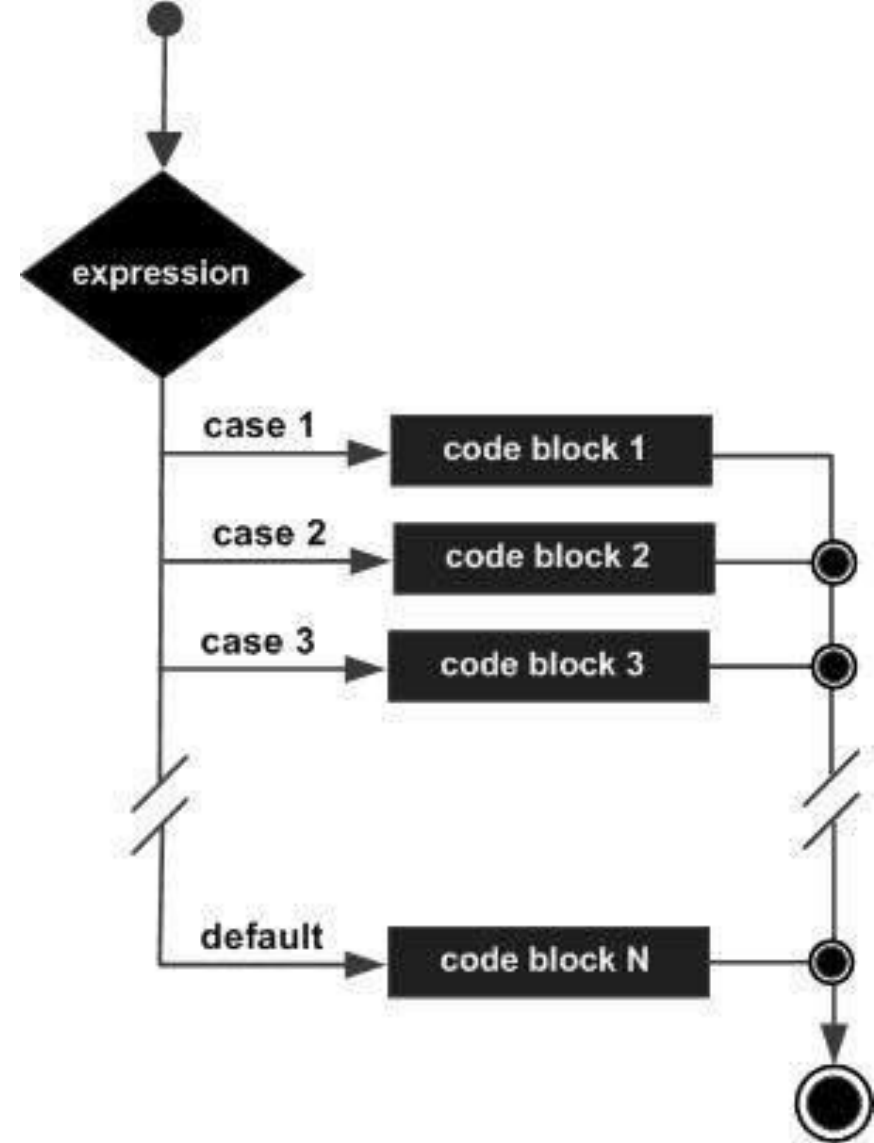 expression
case 1
code block 1
case 2
code block 2
case 3
code block 3
default
code block N